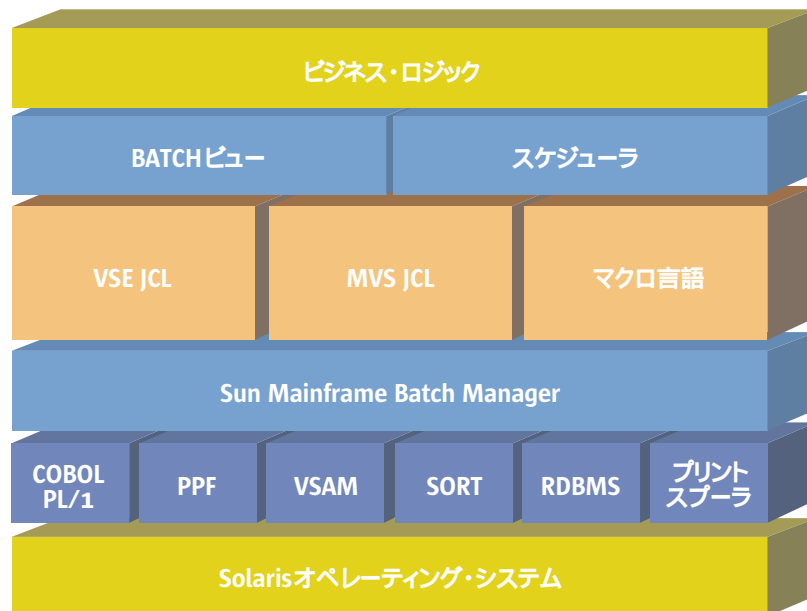 ビジネス・ロジック
BATCHビュー
スケジューラ
VSE JCL
MVS JCL
マクロ言語
Sun Mainframe Batch Manager
COBOL
PL/1
PPF
VSAM
SORT
RDBMS
プリント
スプーラ
Solarisオペレーティング・システム